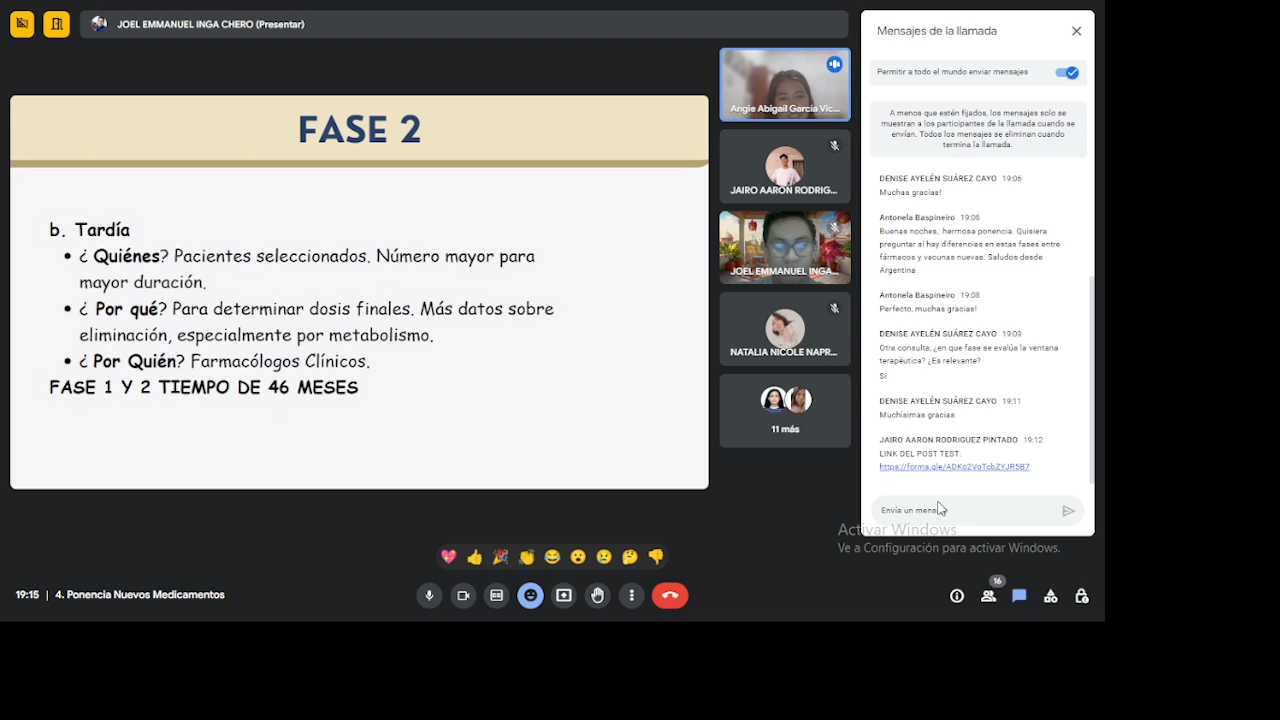 JOEL EMMANUEL INGA CHERO (Presentar)
FASE 2
b. Tardía
• ¿ Quiénes? Pacientes seleccionados. Número mayor para
mayor duración.
• ¿ Por qué? Para determinar dosis finales. Más datos sobre
eliminación, especialmente por metabolismo.
• ¿ Por Quién? Farmacólogos Clínicos.
FASE 1 Y 2 TIEMPO DE 46 MESES
Angie Abigail Garcia Vic...
JAIRO AARON RODRIG...
JOEL EMMANUEL INGA...
NATALIA NICOLE NAPR...
11 más
Mensajes de la llamada
Permitir a todo el mundo enviar mensajes
A menos que estén fijados, los mensajes solo se
muestran a los participantes de la llamada cuando se
envían. Todos los mensajes se eliminan cuando
termina la llamada.
DENISE AYELÉN SUÁREZ CAYO 19:06
Muchas gracias!
Antonela Baspineiro 19:06
Buenas noches, hermosa ponencia. Quisiera
preguntar si hay diferencias en estas fases entre
fármacos y vacunas nuevas. Saludos desde
Argentina
Antonela Baspineiro 19:08
Perfecto, muchas gracias!
DENISE AYELÉN SUÁREZ CAYO 19:09
Otra consulta, ¿en que fase se evalúa la ventana
terapéutica? ¿Es relevante?
Si
DENISE AYELÉN SUÁREZ CAYO 19:11
Muchísimas gracias
JAIRO AARON RODRIGUEZ PINTADO 19:12
LINK DEL POST TEST:
https://forms.gle/ADKo2VoTcbZYJR5B7
Envía un mens
Activar Windows
Ve a Configuración para activar Windows.
19:15 | 4. Ponencia Nuevos Medicamentos
16